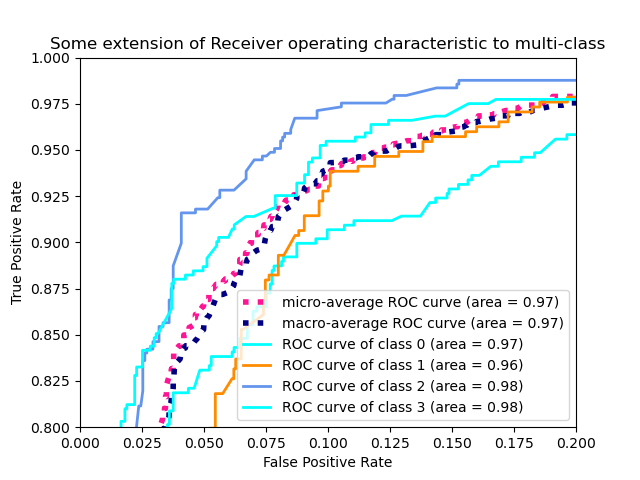 Some extension of Receiver operating characteristic to multi-class
1.000
0.975
0.950
0.925
0.900
0.875
0.850
0.825
0.800
True Positive Rate
micro-average ROC curve (area = 0.97)
macro-average ROC curve (area = 0.97)
ROC curve of class 0 (area = 0.97)
ROC curve of class 1 (area = 0.96)
ROC curve of class 2 (area = 0.98)
ROC curve of class 3 (area = 0.98)
0.000 0.025 0.050 0.075 0.100 0.125 0.150 0.175 0.200
False Positive Rate